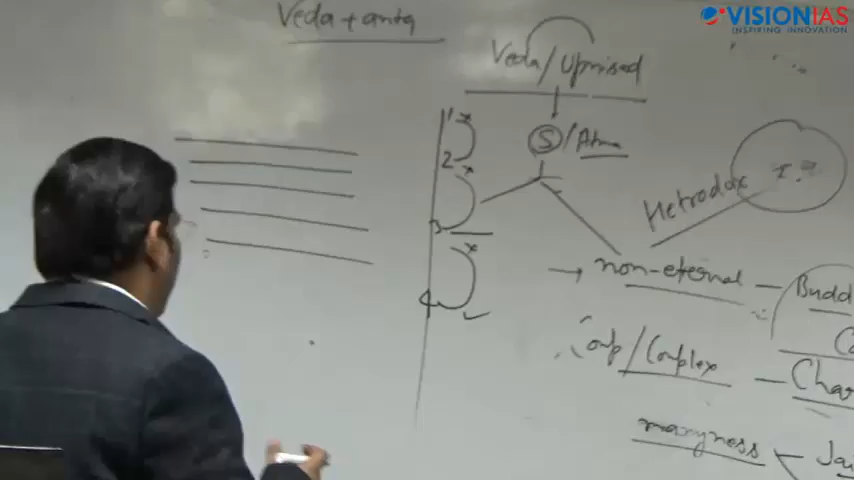 Veda + anta
VISIONIAS
INSPIRING INNOVATION
Veda/Upnisad
1 x
2
x
3
x
4
S / Atma
Hetrodox
I.?
→ non-eternal — Budd
Comp/Complex — Char
manyness < Jai